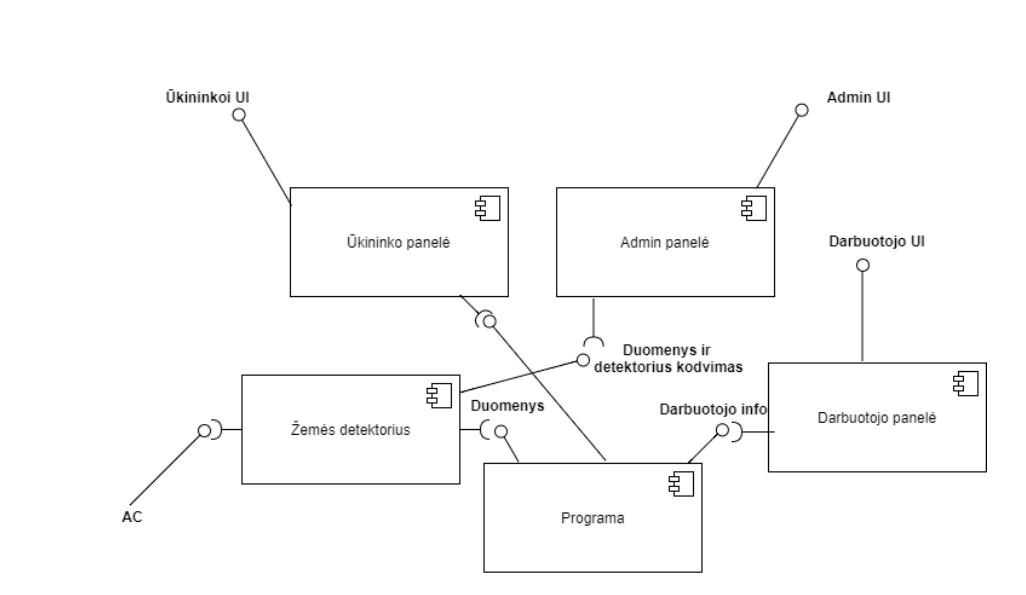 Ūkininkoi UI
Admin UI
Ūkininko panelė
Admin panelė
Darbuotojo UI
Duomenys ir
detektorius kodvimas
Duomenys
Darbuotojo info
Darbuotojo panelė
Žemės detektorius
AC
Programa